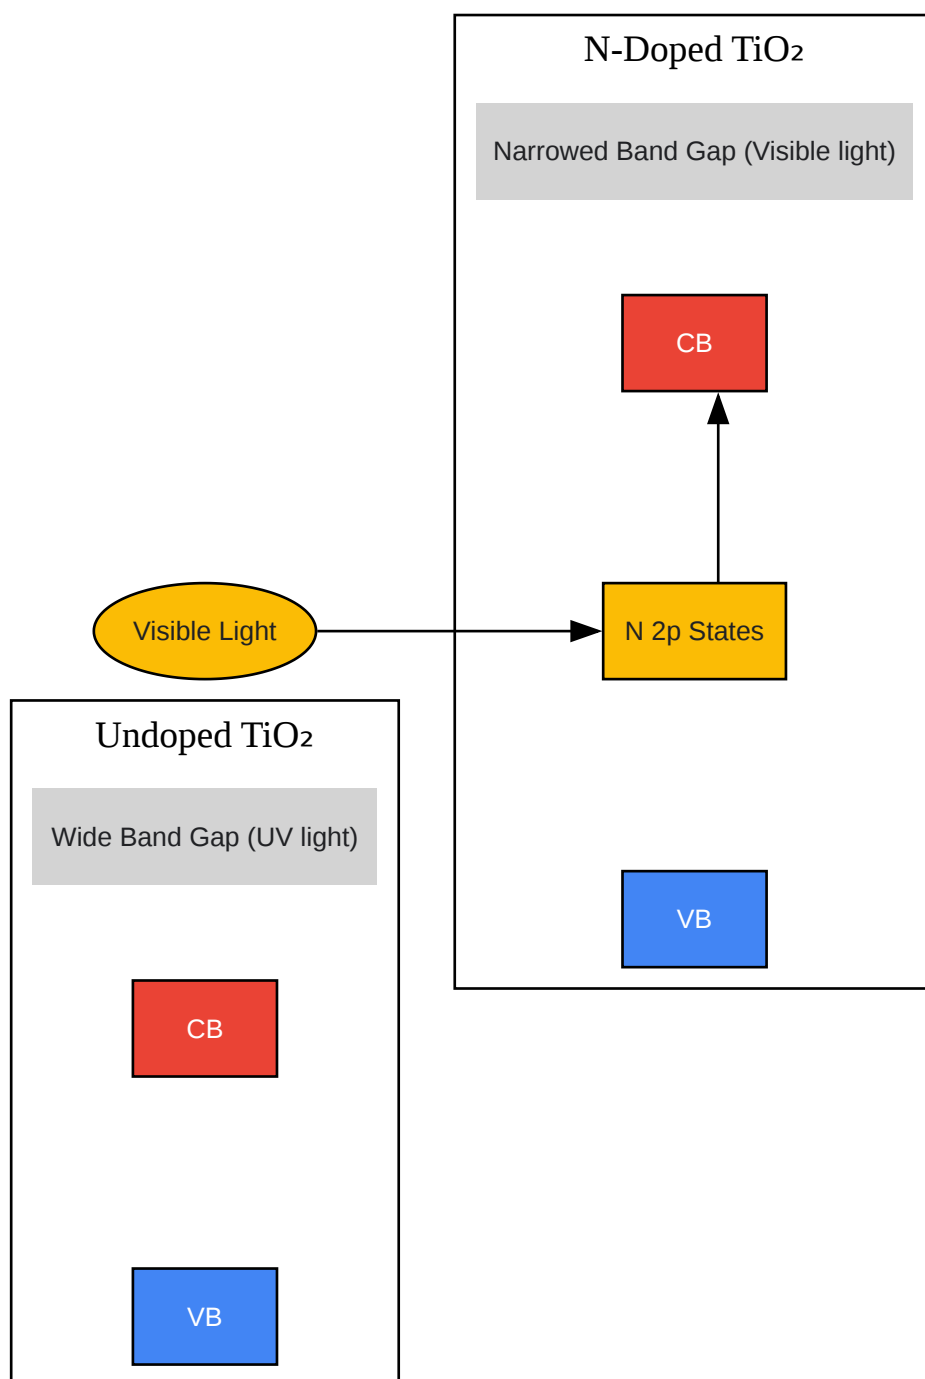 N-Doped TiO₂
Narrowed Band Gap (Visible light)
CB
Visible Light
N 2p States
VB
Undoped TiO₂
Wide Band Gap (UV light)
CB
VB